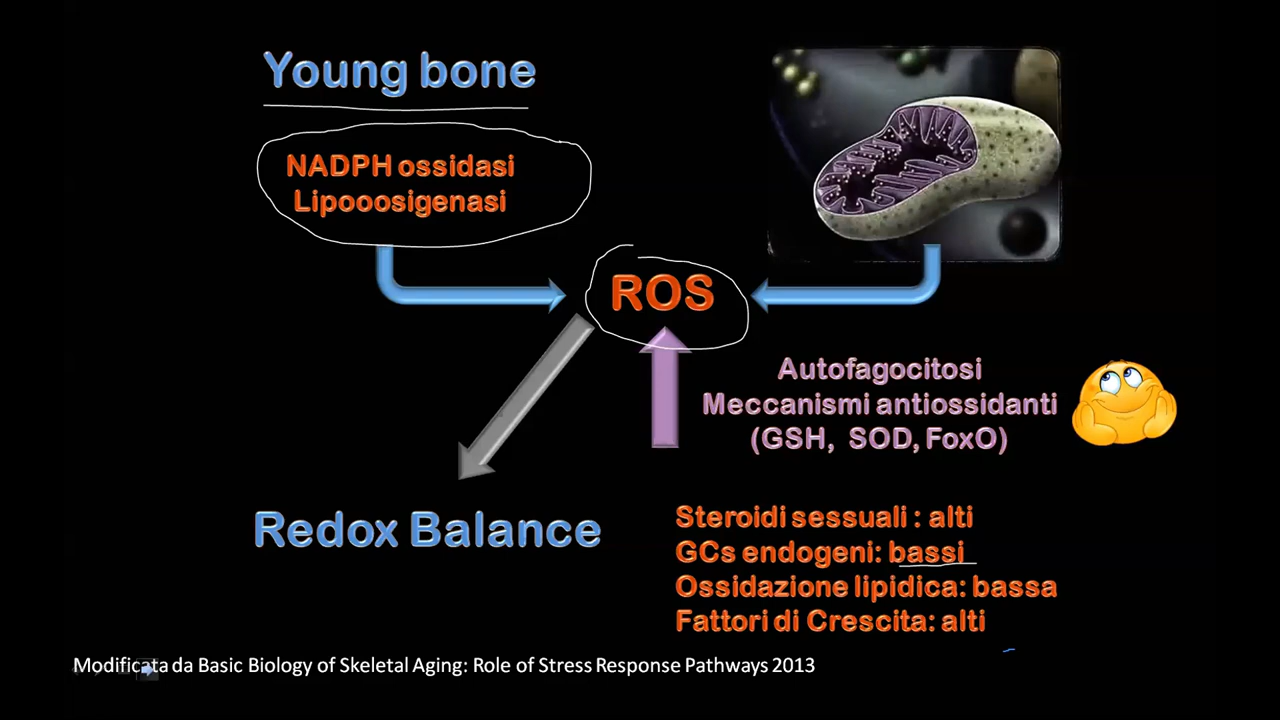 Young bone
NADPH ossidasi
Lipooosigenasi
ROS
Autofagocitosi
Meccanismi antiossidanti
(GSH, SOD, FoxO)
Redox Balance
Steroidi sessuali : alti
GCs endogeni: bassi
Ossidazione lipidica: bassa
Fattori di Crescita: alti
Modificata da Basic Biology of Skeletal Aging: Role of Stress Response Pathways 2013